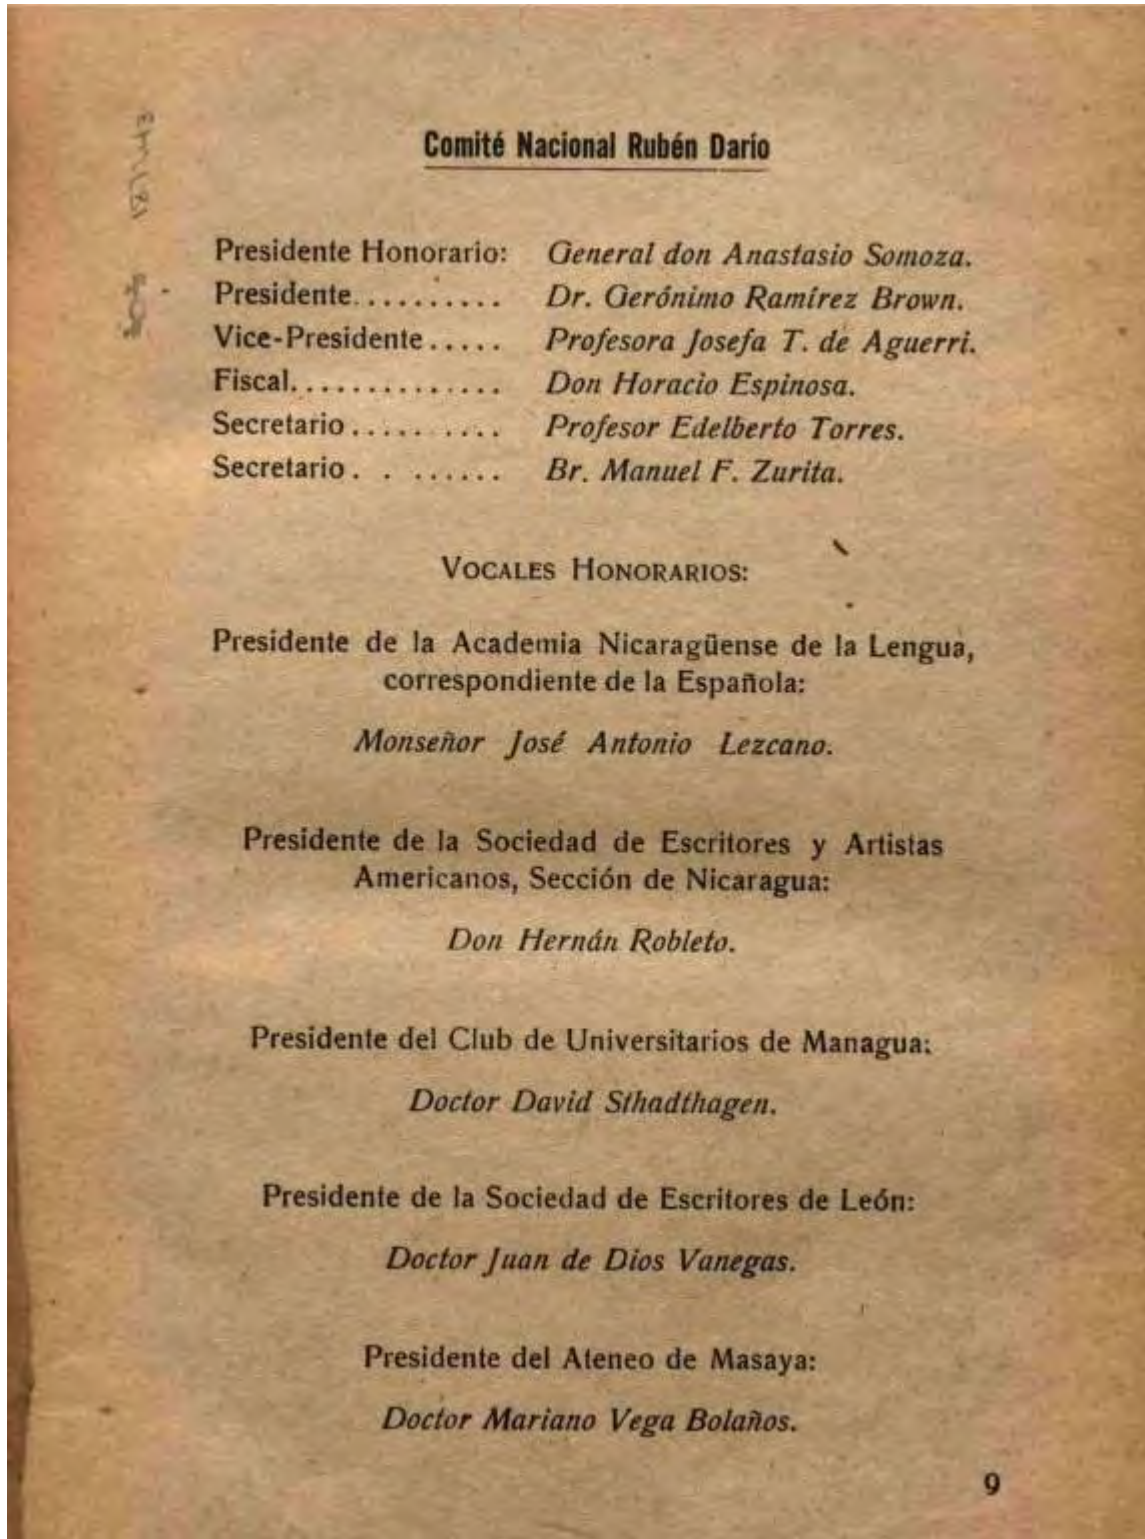 Comité Nacional Rubén Darío
Presidente Honorario: General don Anastasio Somoza.
Presidente.......... Dr. Gerónimo Ramírez Brown.
Vice-Presidente..... Profesora Josefa T. de Aguerri.
Fiscal.............. Don Horacio Espinosa.
Secretario.......... Profesor Edelberto Torres.
Secretario. . ...... Br. Manuel F. Zurita.
VOCALES HONORARIOS:
Presidente de la Academia Nicaragüense de la Lengua,
correspondiente de la Española:
Monseñor José Antonio Lezcano.
Presidente de la Sociedad de Escritores y Artistas
Americanos, Sección de Nicaragua:
Don Hernán Robleto.
Presidente del Club de Universitarios de Managua:
Doctor David Sthadthagen.
Presidente de la Sociedad de Escritores de León:
Doctor Juan de Dios Vanegas.
Presidente del Ateneo de Masaya:
Doctor Mariano Vega Bolaños.
9